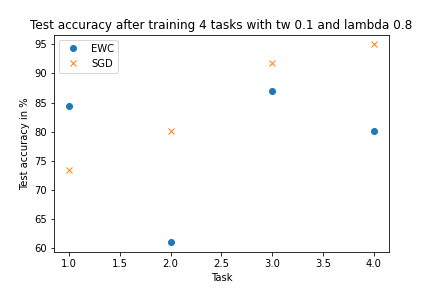 Test accuracy after training 4 tasks with tw 0.1 and lambda 0.8
EWC
SGD
Test accuracy in %
95
90
85
80
75
70
65
60
1.0 1.5 2.0 2.5 3.0 3.5 4.0
Task